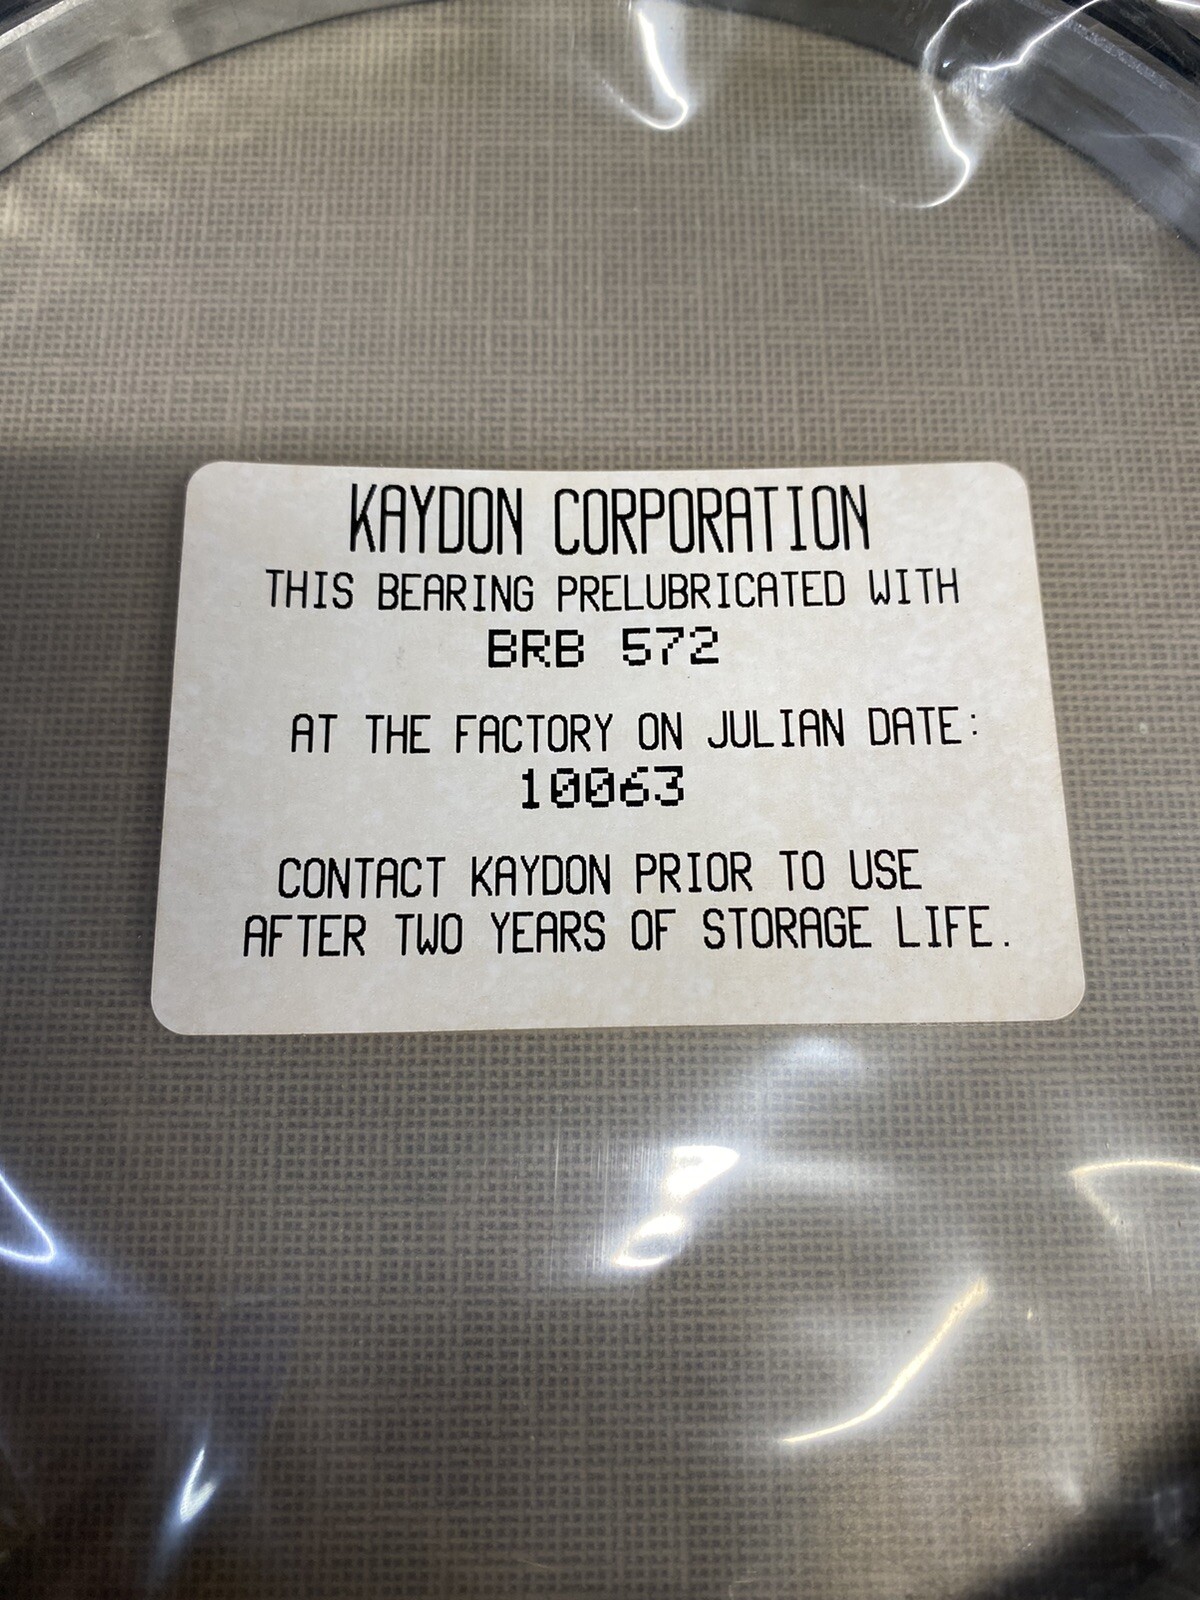 KAYDON CORPORATION
THIS BEARING PRELUBRICATED WITH
BRB 572
AT THE FACTORY ON JULIAN DATE:
10063
CONTACT KAYDON PRIOR TO USE
AFTER TWO YEARS OF STORAGE LIFE.